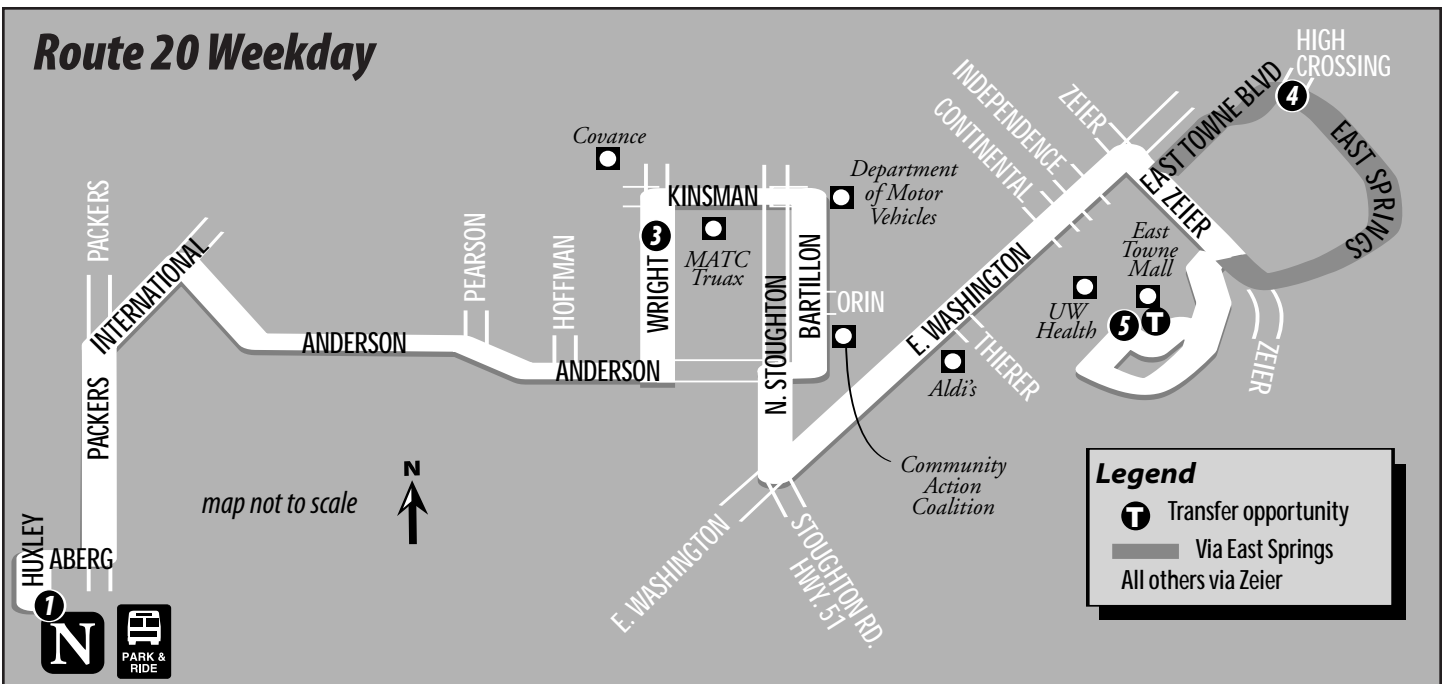 Route 20 Weekday
HIGH
CROSSING
4
EAST TOWNE BLVD
EAST SPRINGS
INDEPENDENCE
CONTINENTAL
ZEIER
E. ZEIER
Covance
KINSMAN
Department
of Motor
Vehicles
PACKERS
INTERNATIONAL
PEARSON
HOFFMAN
3
WRIGHT
MATC
Truax
N. STOUGHTON
BARTILLON
ORIN
E. WASHINGTON
THIERER
Aldi's
UW
Health
East
Towne
Mall
5
T
ZEIER
ANDERSON
ANDERSON
PACKERS
Community
Action
Coalition
map not to scale
N
E. WASHINGTON
STOUGHTON RD.
HWY. 51
HUXLEY
ABERG
1
N
PARK &
RIDE
Legend
T Transfer opportunity
Via East Springs
All others via Zeier